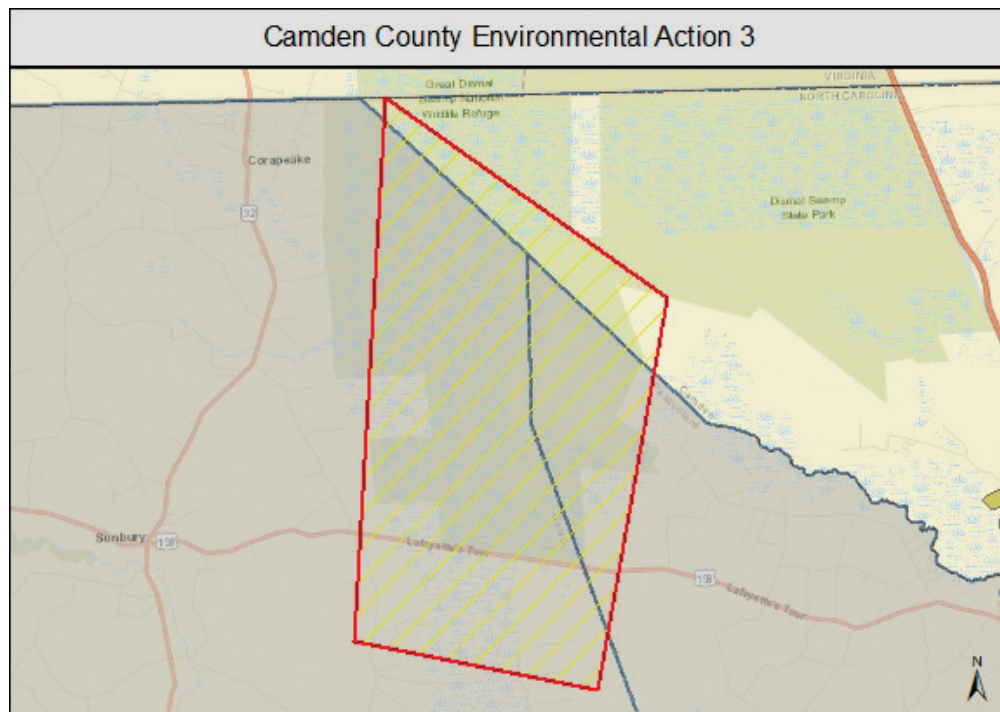 Camden County Environmental Action 3
VIRGINIA
NORTH CAROLINA
Great Dismal
Swamp National
Wildlife Refuge
Corapeake
32
Dismal Swamp
State Park
Camden
Sunbury
158
Lafayette's Tour
158
Lafayette's Tour
N